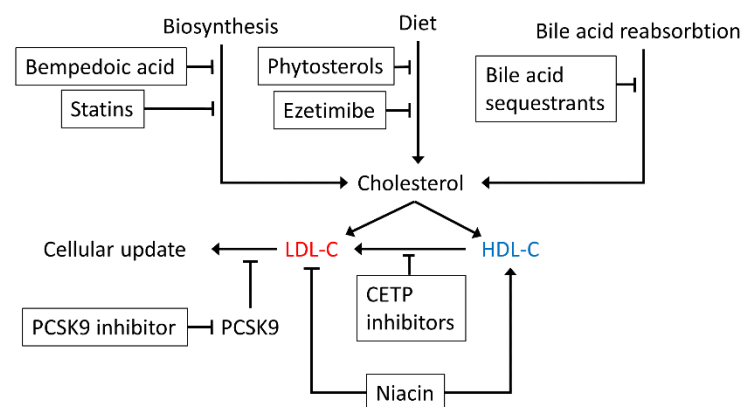 Biosynthesis
Diet
Bile acid reabsorbtion
Bempedoic acid
Phytosterols
Bile acid
sequestrants
Statins
Ezetimibe
Cholesterol
Cellular update
LDL-C
HDL-C
CETP
inhibitors
PCSK9 inhibitor
PCSK9
Niacin